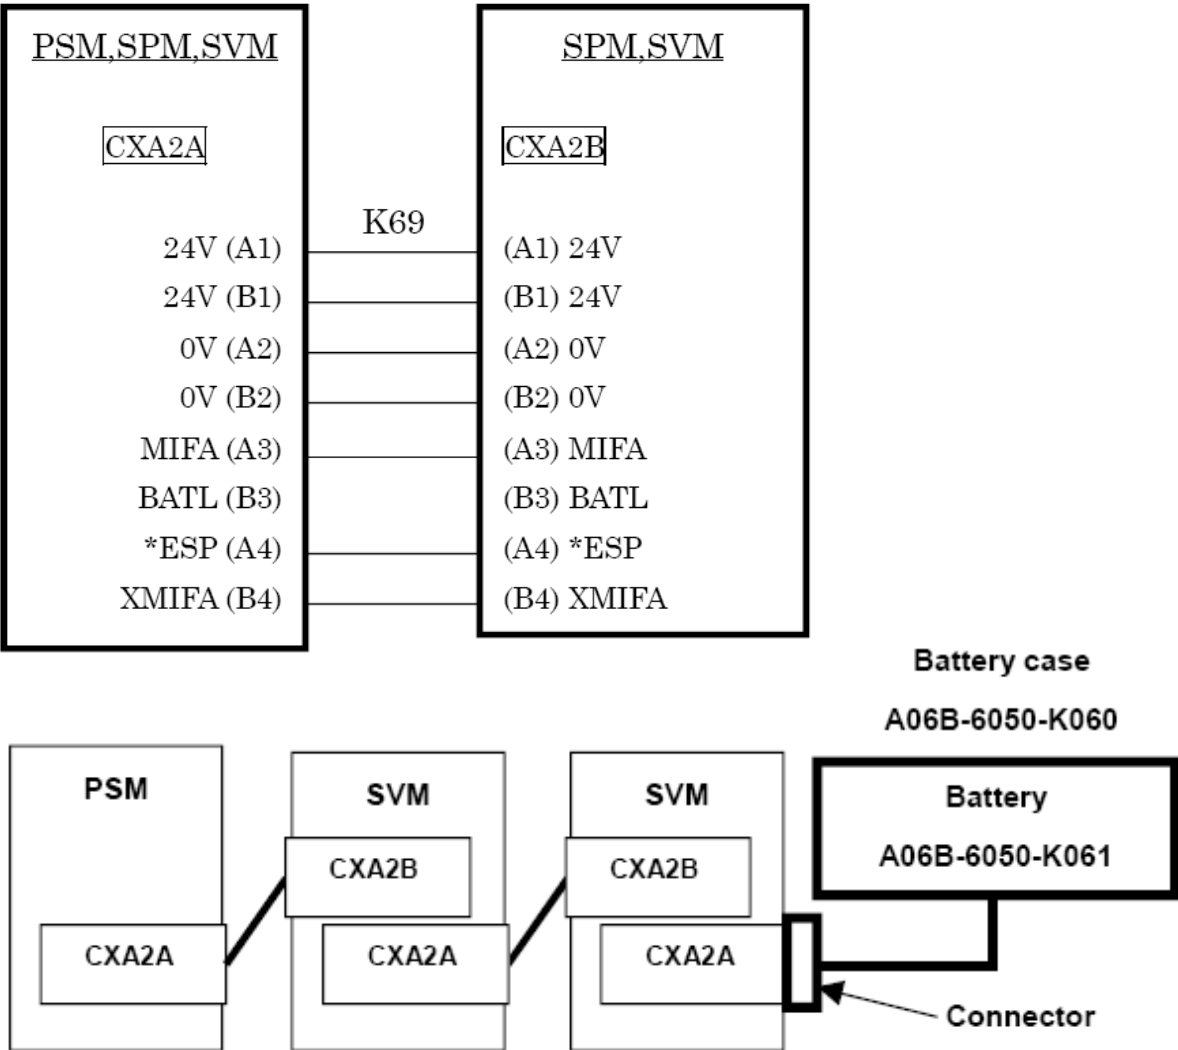 PSM,SPM,SVM
SPM,SVM
CXA2A
CXA2B
K69
24V (A1)
(A1) 24V
24V (B1)
(B1) 24V
0V (A2)
(A2) 0V
0V (B2)
(B2) 0V
MIFA (A3)
(A3) MIFA
BATL (B3)
(B3) BATL
*ESP (A4)
(A4) *ESP
XMIFA (B4)
(B4) XMIFA
Battery case
A06B-6050-K060
PSM
SVM
SVM
Battery
A06B-6050-K061
CXA2B
CXA2B
CXA2A
CXA2A
CXA2A
Connector